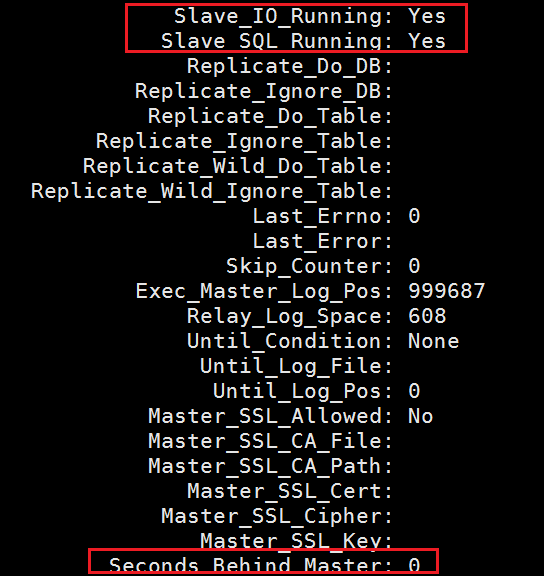 Slave_IO_Running: Yes
Slave_SQL_Running: Yes
Replicate_Do_DB:
Replicate_Ignore_DB:
Replicate_Do_Table:
Replicate_Ignore_Table:
Replicate_Wild_Do_Table:
Replicate_Wild_Ignore_Table:
Last_Errno: 0
Last_Error:
Skip_Counter: 0
Exec_Master_Log_Pos: 999687
Relay_Log_Space: 608
Until_Condition: None
Until_Log_File:
Until_Log_Pos: 0
Master_SSL_Allowed: No
Master_SSL_CA_File:
Master_SSL_CA_Path:
Master_SSL_Cert:
Master_SSL_Cipher:
Master_SSL_Key:
Seconds_Behind_Master: 0